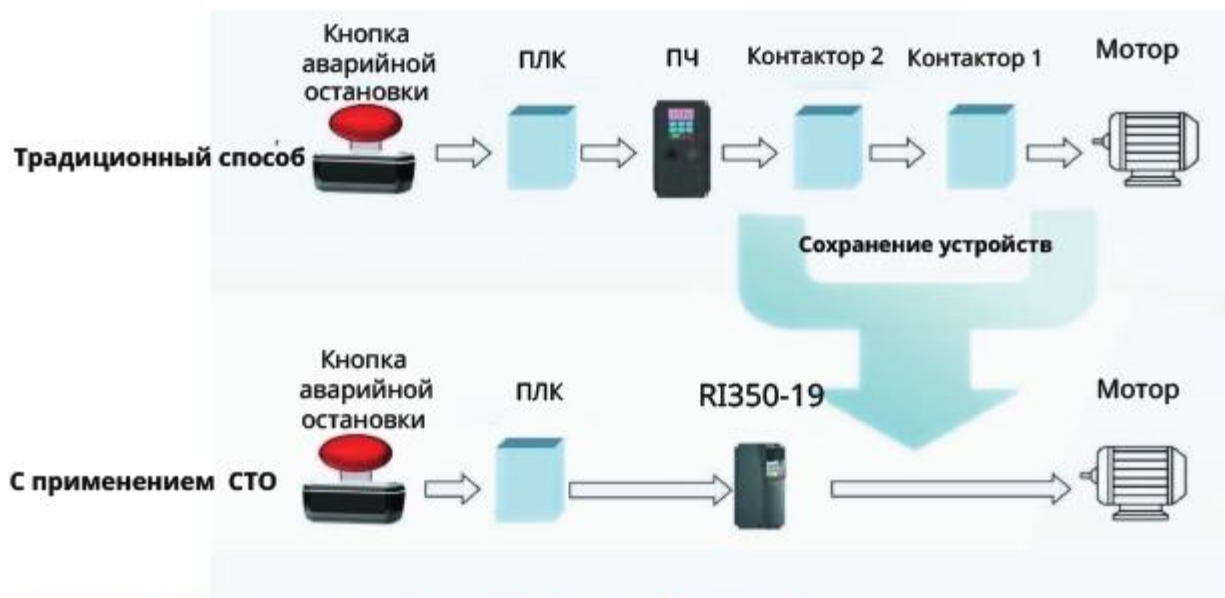 Кнопка
аварийной
остановки
ПЛК
ПЧ
Контактор 2
Контактор 1
Мотор
Традиционный способ
Сохранение устройств
Кнопка
аварийной
остановки
ПЛК
RI350-19
Мотор
С применением СТО